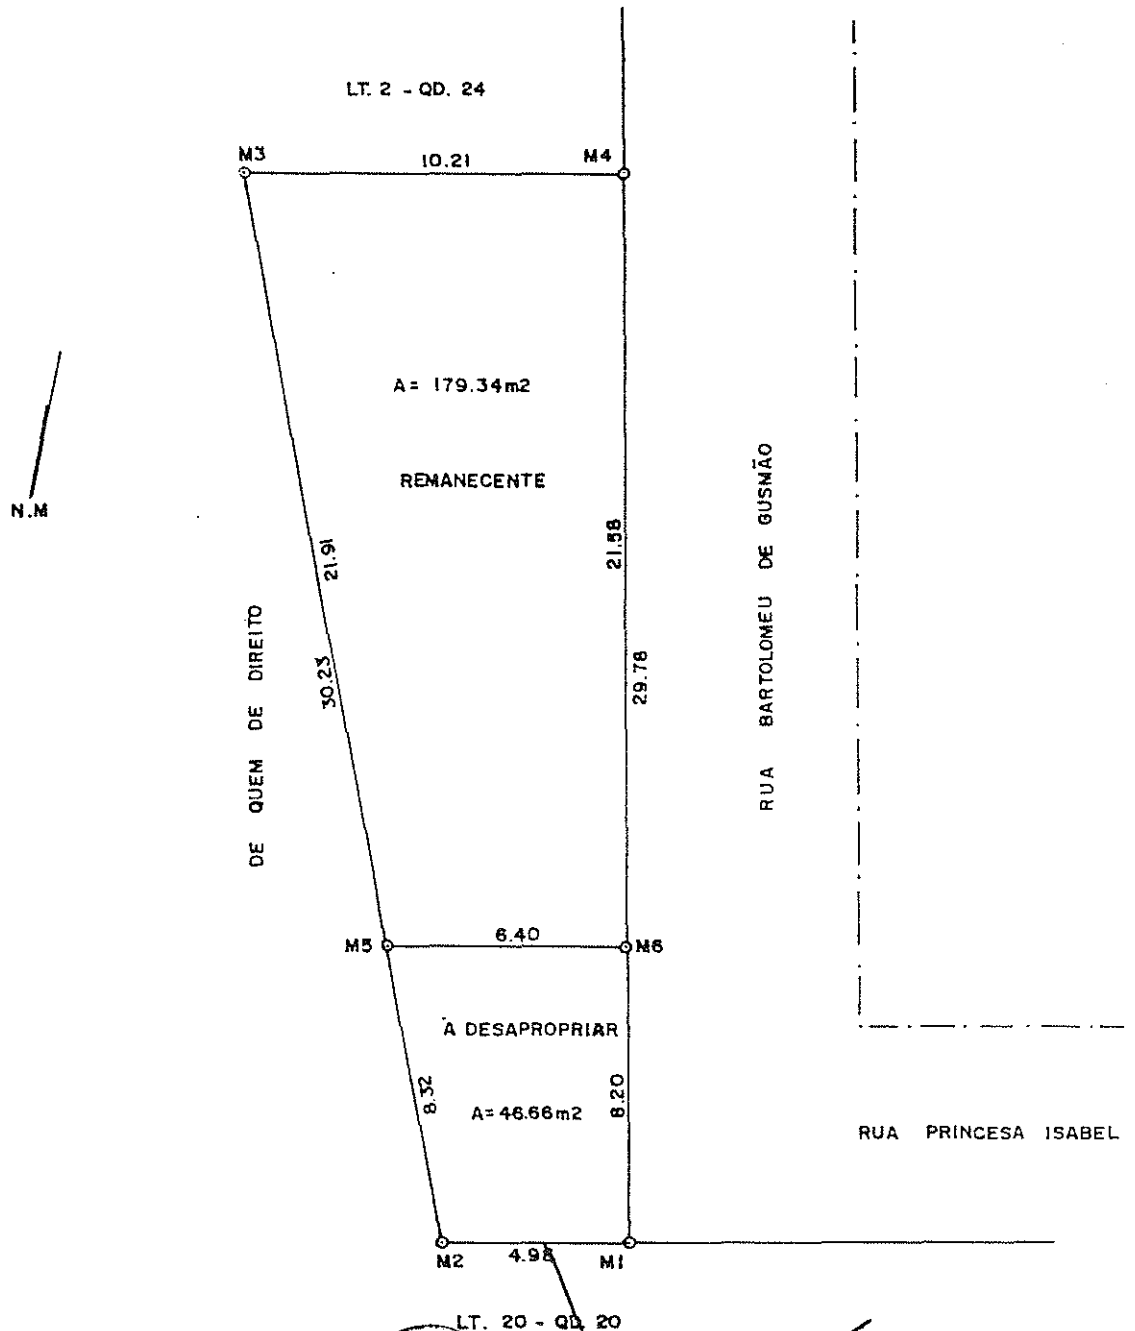 LT. 2 - QD. 24
M3
10.21
M4
A= 179.34m2
REMANECENTE
N.M
21.91
30.23
21.58
29.78
DE QUEM DE DIREITO
RUA BARTOLOMEU DE GUSMÃO
M5
6.40
M6
À DESAPROPRIAR
8.32
A= 46.66m2
8.20
RUA PRINCESA ISABEL
M2
4.98
M1
LT. 20 - QD. 20